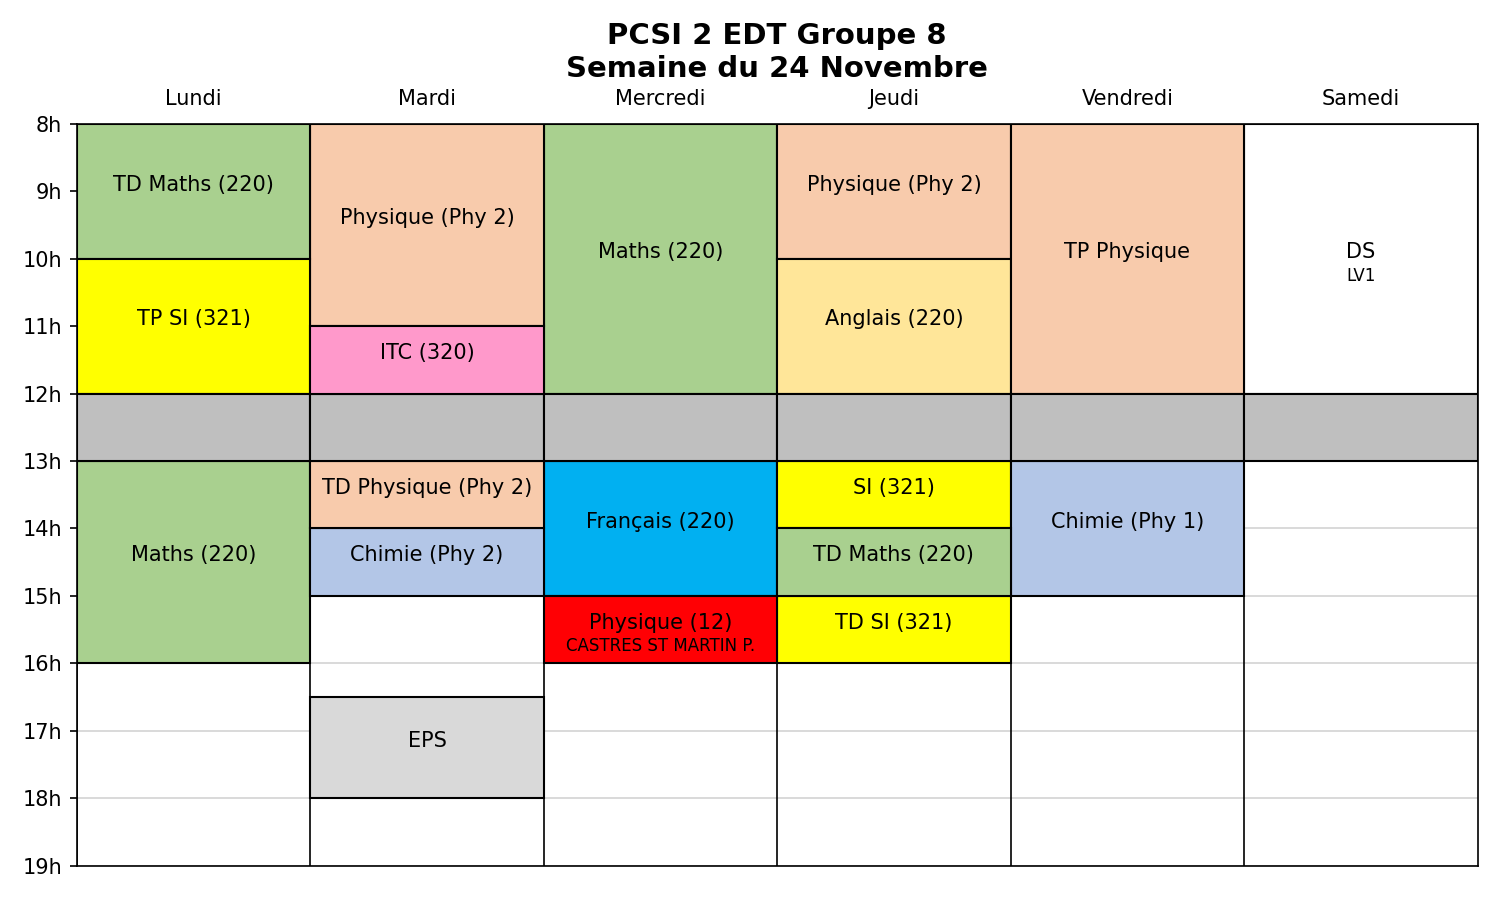 PCSI 2 EDT Groupe 8
Semaine du 24 Novembre
Lundi Mardi Mercredi Jeudi Vendredi Samedi
8h
TD Maths (220) Physique (Phy 2)
9h
Physique (Phy 2)
Maths (220) TP Physique DS
10h
LV1
TP SI (321) Anglais (220)
11h
ITC (320)
12h
13h
TD Physique (Phy 2) SI (321)
Français (220) Chimie (Phy 1)
14h
Maths (220) Chimie (Phy 2) TD Maths (220)
15h
Physique (12) TD SI (321)
CASTRES ST MARTIN P.
16h
17h
EPS
18h
19h